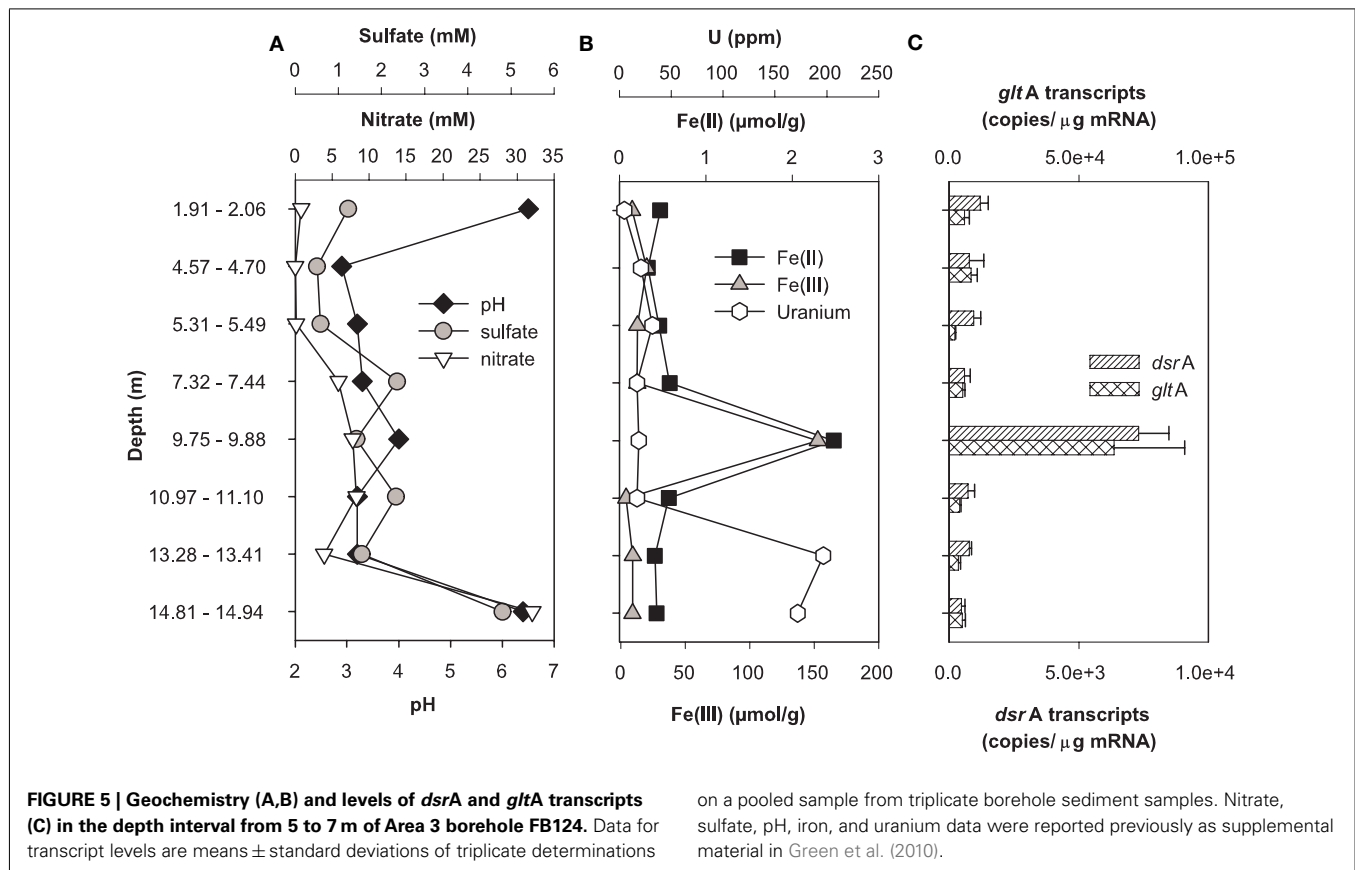 A
Sulfate (mM)
0 1 2 3 4 5 6
Nitrate (mM)
0 5 10 15 20 25 30 35
B
U (ppm)
0 50 100 150 200 250
Fe(II) (µmol/g)
0 1 2 3
C
gltA transcripts
(copies/ µg mRNA)
0.0 5.0e+4 1.0e+5
Depth (m)
1.91 - 2.06
4.57 - 4.70
5.31 - 5.49
7.32 - 7.44
9.75 - 9.88
10.97 - 11.10
13.28 - 13.41
14.81 - 14.94
pH
sulfate
nitrate
Fe(II)
Fe(III)
Uranium
dsrA
gltA
2 3 4 5 6 7
pH
0 50 100 150 200
Fe(III) (µmol/g)
0.0 5.0e+3 1.0e+4
dsrA transcripts
(copies/ µg mRNA)
FIGURE 5 | Geochemistry (A,B) and levels of dsrA and gltA transcripts
(C) in the depth interval from 5 to 7 m of Area 3 borehole FB124. Data for
transcript levels are means ± standard deviations of triplicate determinations
on a pooled sample from triplicate borehole sediment samples. Nitrate,
sulfate, pH, iron, and uranium data were reported previously as supplemental
material in Green et al. (2010).